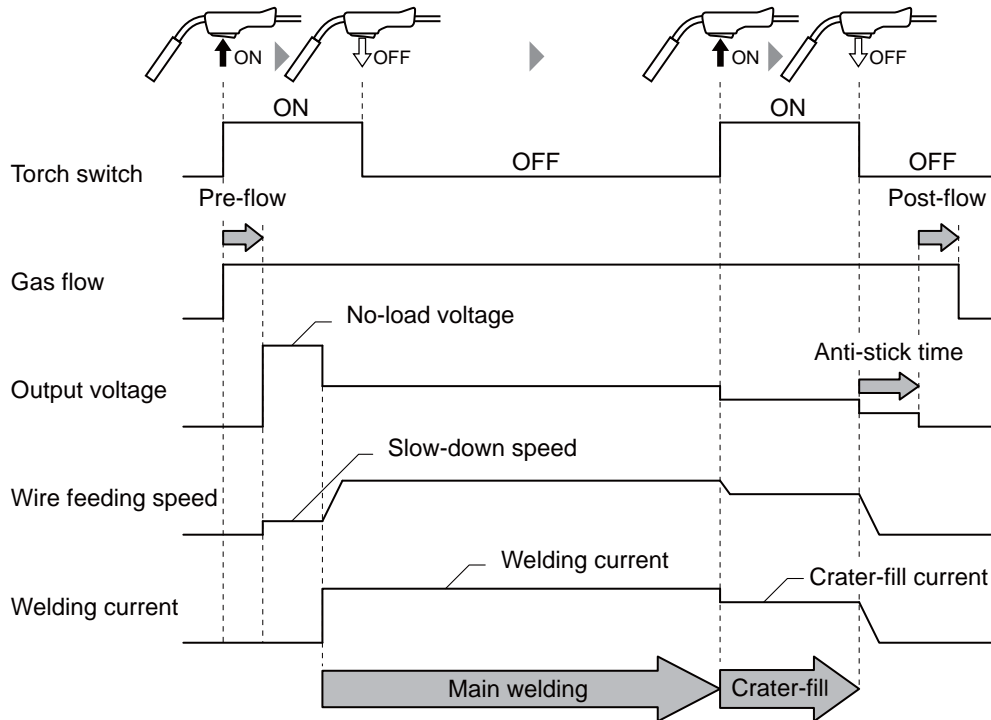 ON
OFF
ON
OFF
ON
ON
Torch switch
OFF
OFF
Pre-flow
Post-flow
Gas flow
No-load voltage
Anti-stick time
Output voltage
Slow-down speed
Wire feeding speed
Welding current
Crater-fill current
Welding current
Main welding
Crater-fill